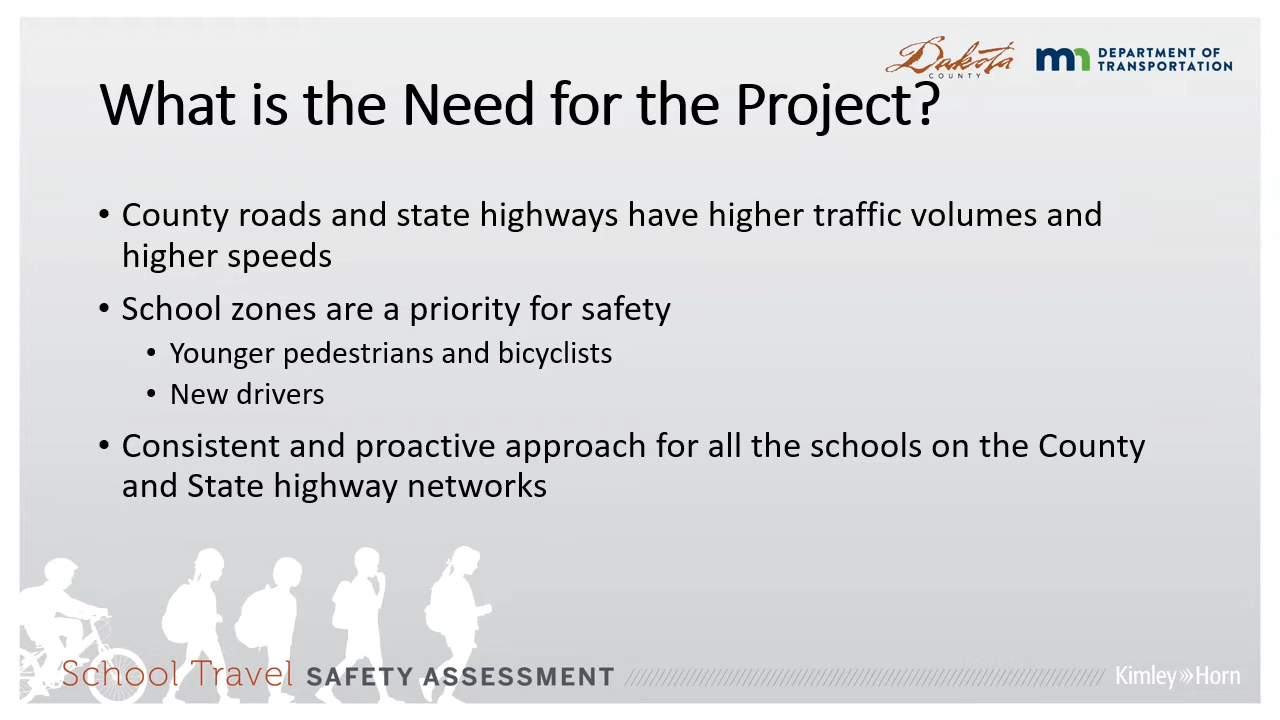 Dakota
COUNTY
mn DEPARTMENT OF
TRANSPORTATION
What is the Need for the Project?
• County roads and state highways have higher traffic volumes and
higher speeds
• School zones are a priority for safety
• Younger pedestrians and bicyclists
• New drivers
• Consistent and proactive approach for all the schools on the County
and State highway networks
School Travel SAFETY ASSESSMENT
Kimley»Horn